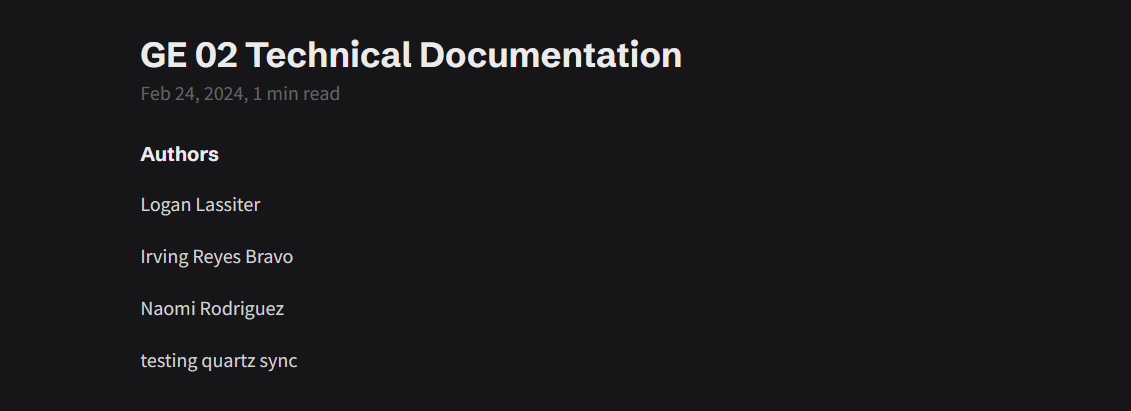 GE 02 Technical Documentation
Feb 24, 2024, 1 min read
Authors
Logan Lassiter
Irving Reyes Bravo
Naomi Rodriguez
testing quartz sync